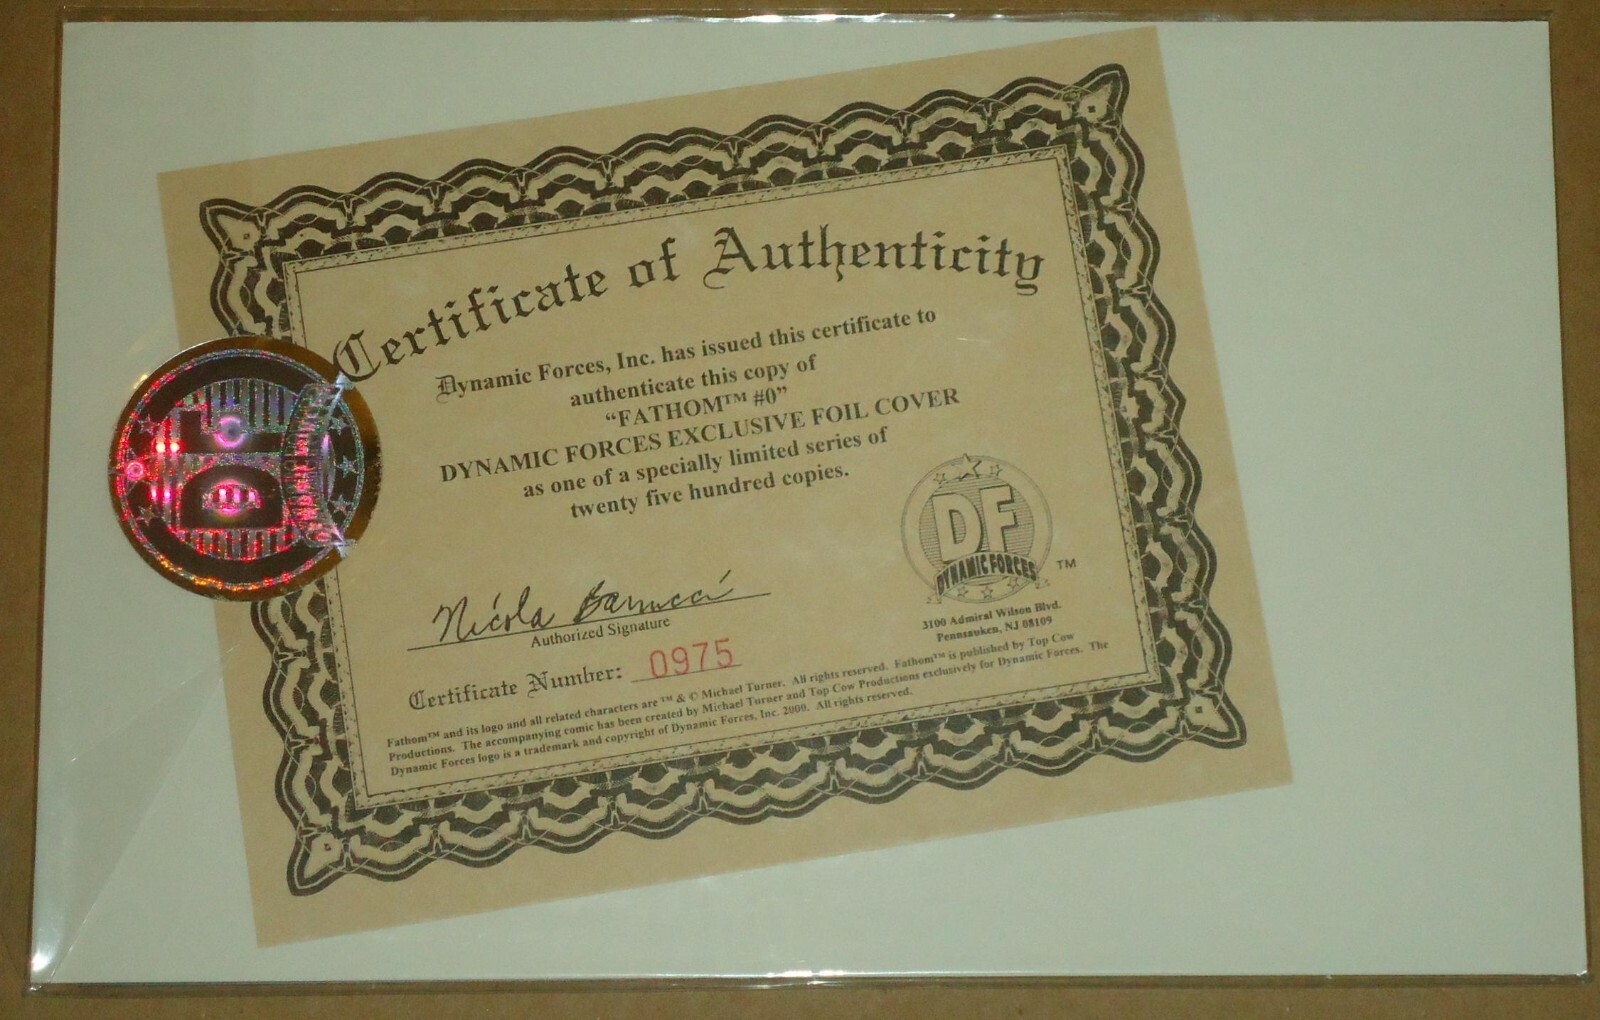 Certificate of Authenticity
Dynamic Forces, Inc. has issued this certificate to
authenticate this copy of
“FATHOM™ #0”
DYNAMIC FORCES EXCLUSIVE FOIL COVER
as one of a specially limited series of
twenty five hundred copies.
DF
DYNAMIC FORCES
TM
3100 Admiral Wilson Blvd.
Pennsauken, NJ 08109
Nicola Barrucci
Authorized Signature
Certificate Number: 0975
Fathom™ and its logo and all related characters are ™ & © Michael Turner. All rights reserved. Fathom™ is published by Top Cow
Productions. The accompanying comic has been created by Michael Turner and Top Cow Productions exclusively for Dynamic Forces. The
Dynamic Forces logo is a trademark and copyright of Dynamic Forces, Inc. 2000. All rights reserved.